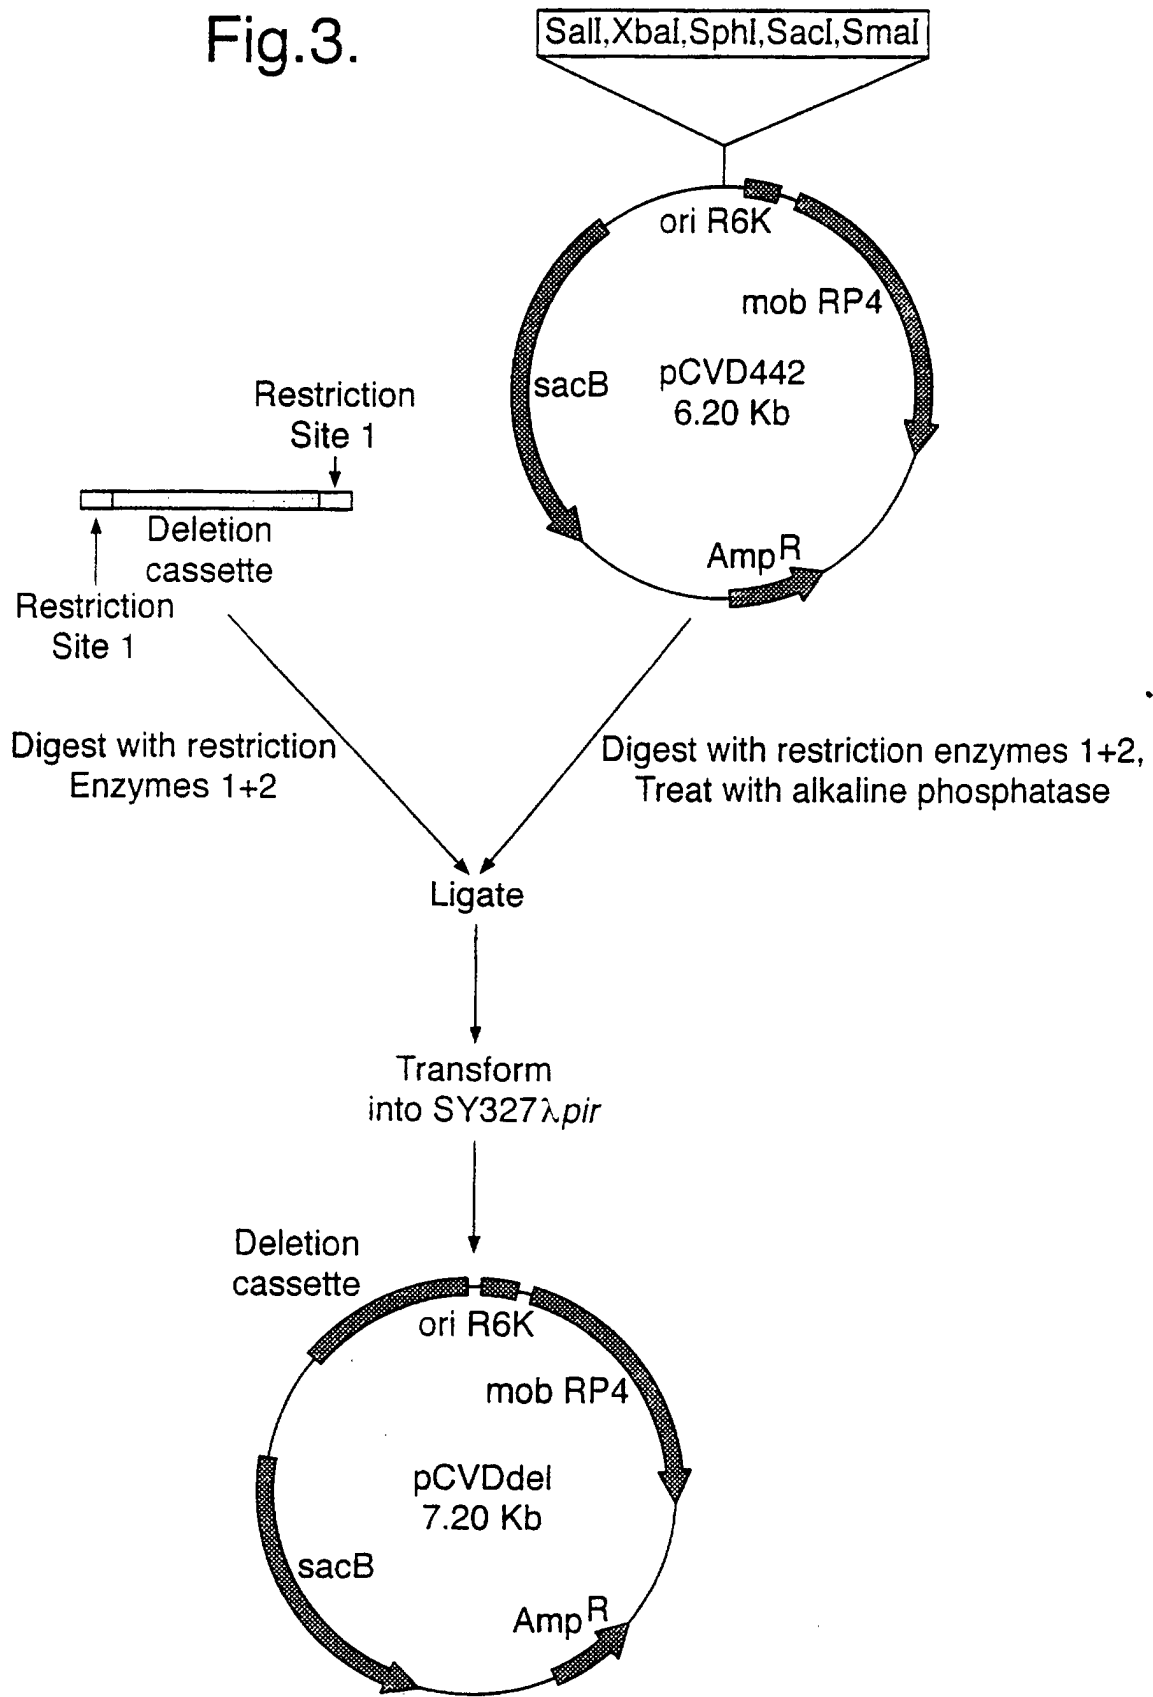 Fig.3.
SalI,XbaI,SphI,SacI,SmaI
ori R6K
mob RP4
pCVD442
6.20 Kb
sacB
Restriction
Site 1
Deletion
cassette
Restriction
Site 1
Amp R
Digest with restriction
Enzymes 1+2
Digest with restriction enzymes 1+2,
Treat with alkaline phosphatase
Ligate
Transform
into SY327λpir
Deletion
cassette
ori R6K
mob RP4
pCVDdel
7.20 Kb
sacB
Amp R